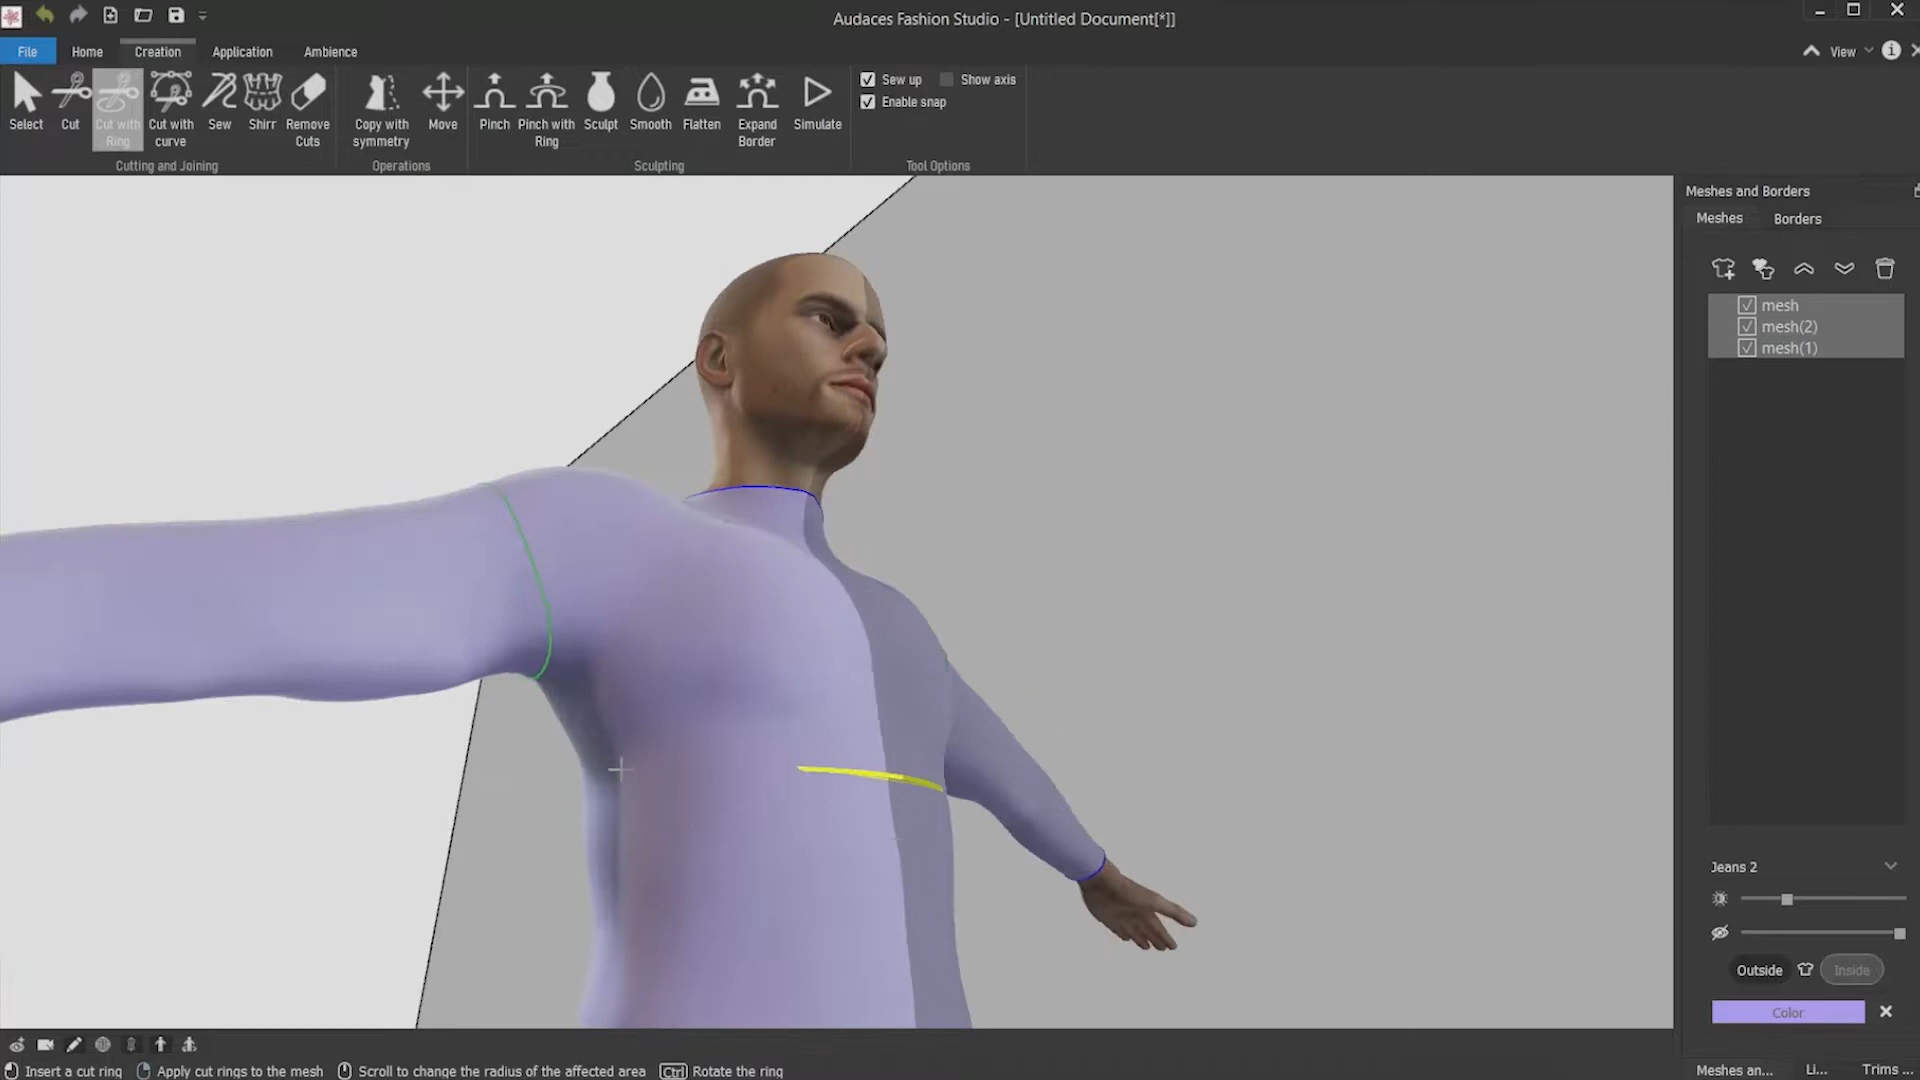 Audaces Fashion Studio - [Untitled Document[*]]
File Home Creation Application Ambience View
Select Cut Cut with Ring Cut with curve Sew Shirr Remove Cuts Copy with symmetry Move Pinch Pinch with Ring Sculpt Smooth Flatten Expand Border Simulate
Sew up Show axis
Enable snap
Cutting and Joining Operations Sculpting Tool Options
Meshes and Borders
Meshes Borders
mesh
mesh(2)
mesh(1)
Jeans 2
Outside Inside
Color
Insert a cut ring Apply cut rings to the mesh Scroll to change the radius of the affected area Ctrl Rotate the ring
Meshes an... Li... Trims ...